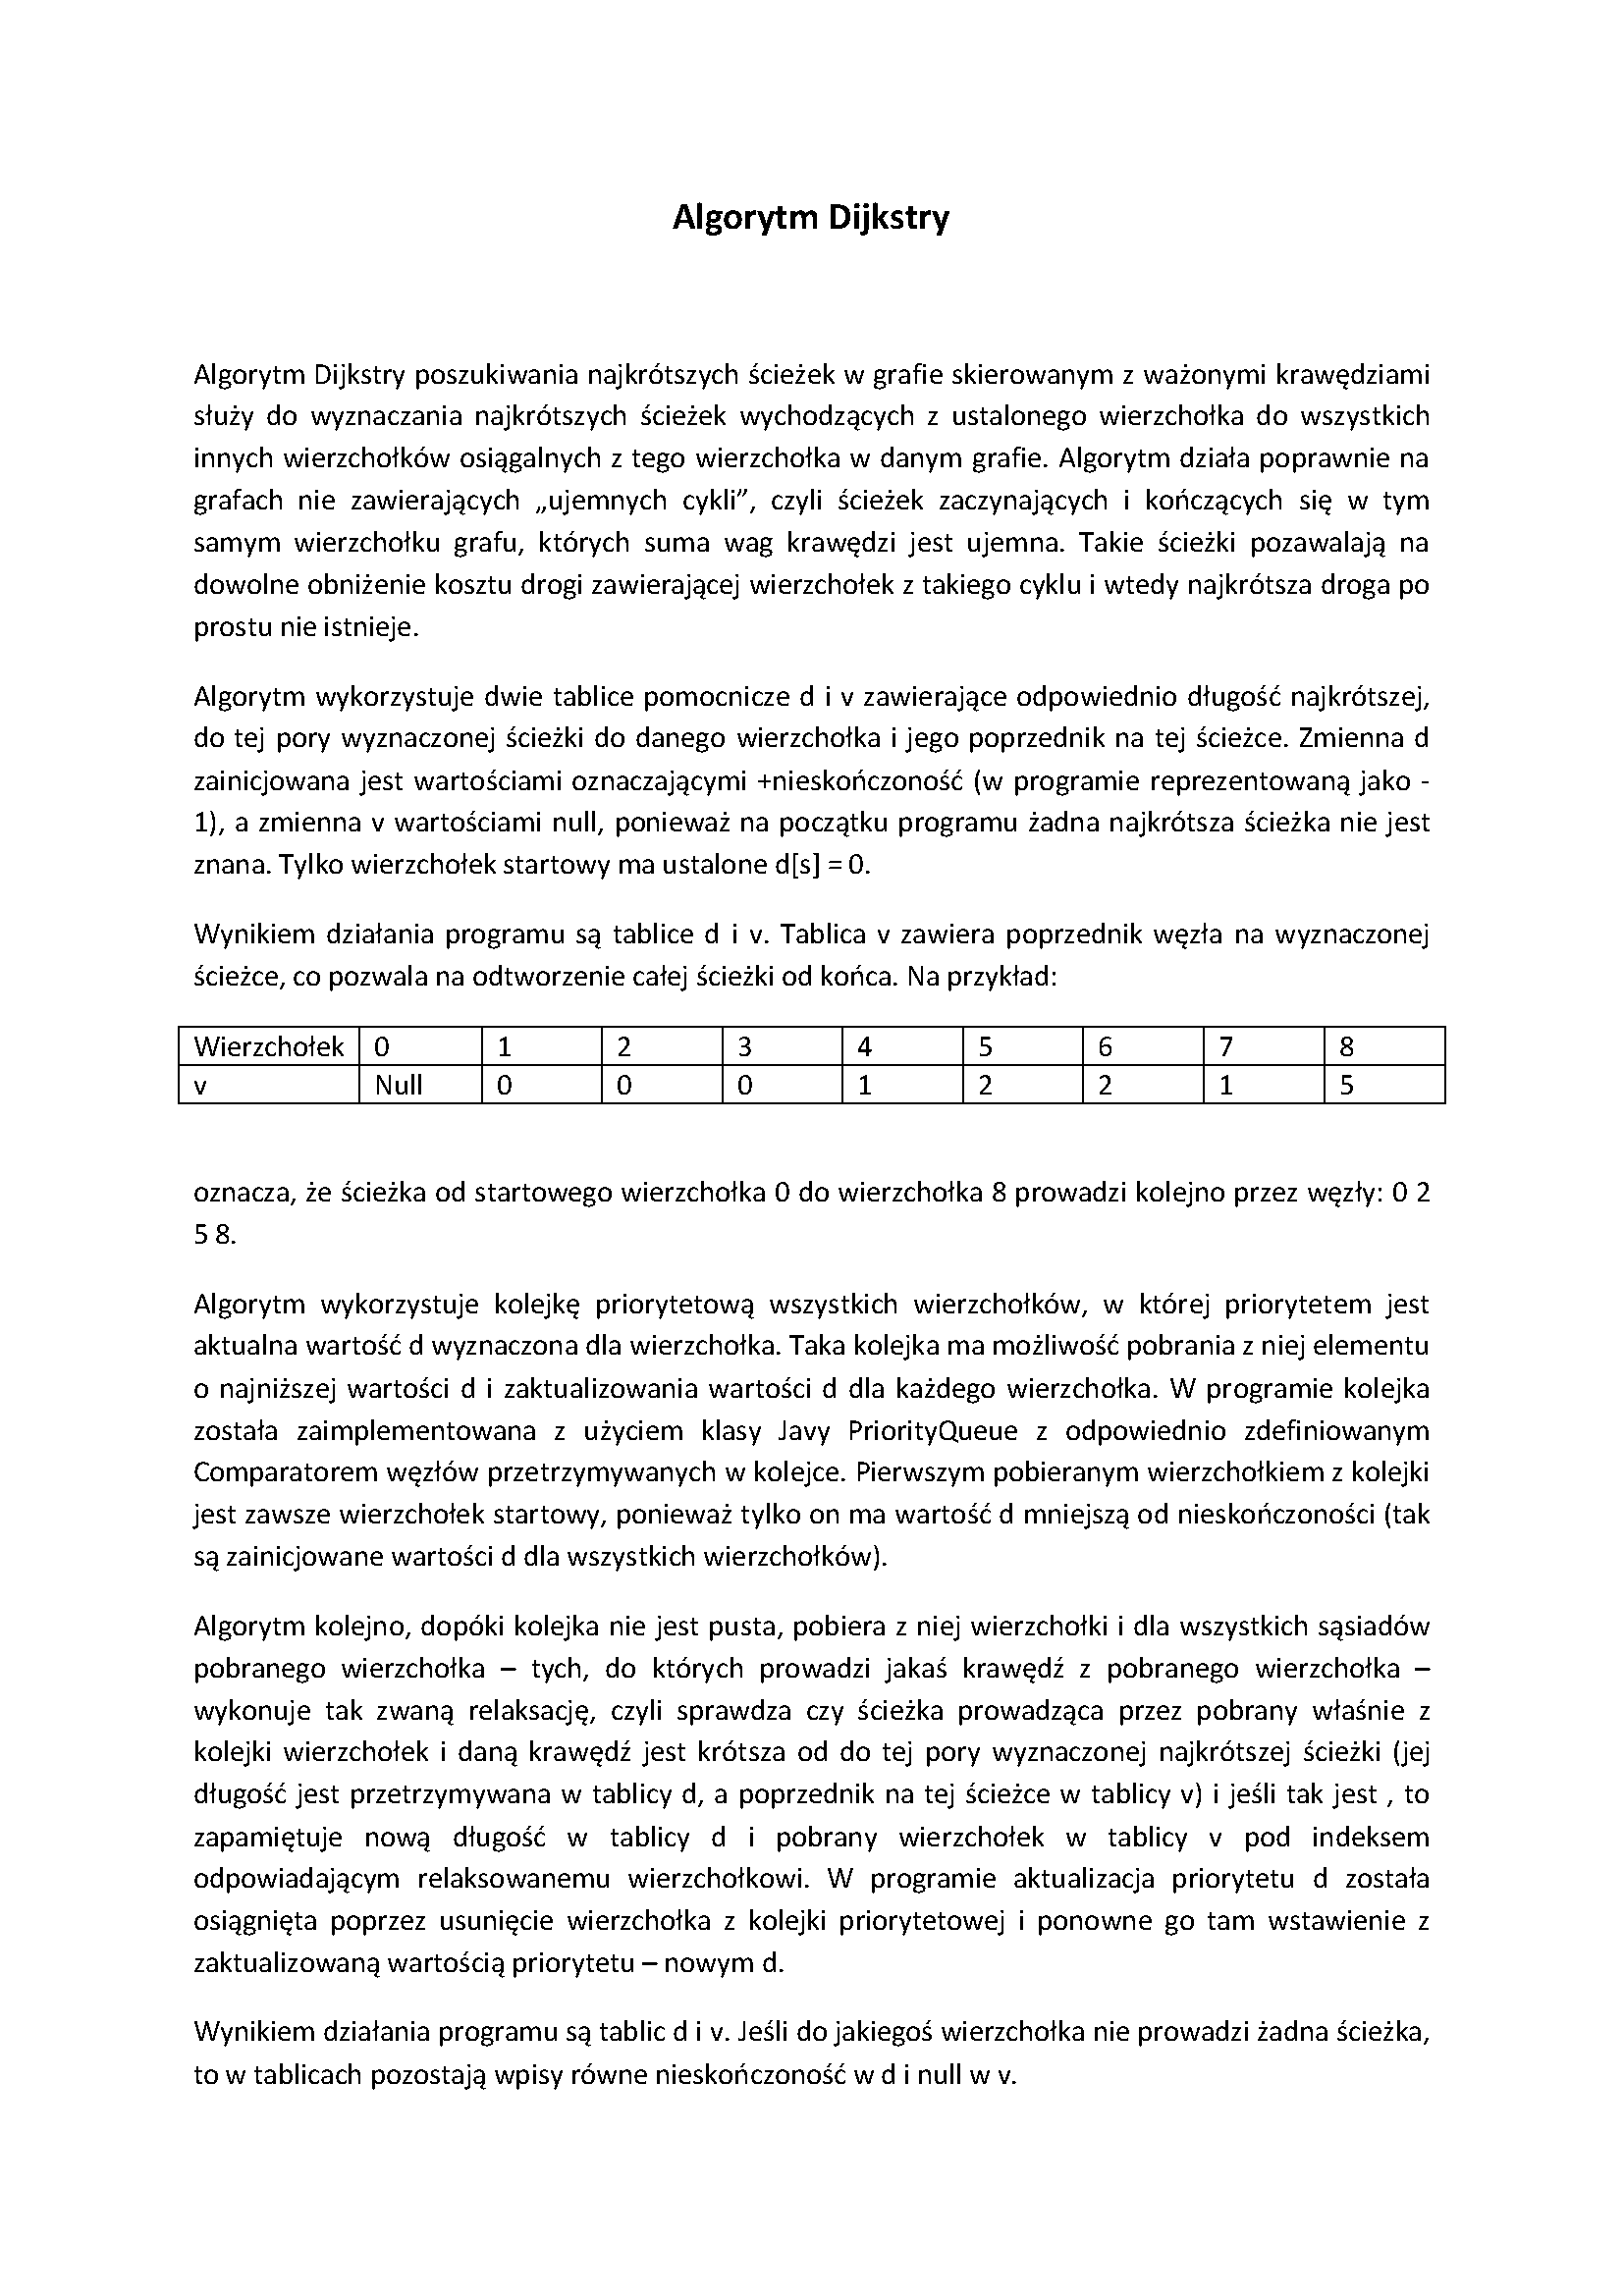 Algorytm Dijkstry
Algorytm Dijkstry poszukiwania najkrótszych ścieżek w grafie skierowanym z ważonymi krawędziami
służy do wyznaczania najkrótszych ścieżek wychodzących z ustalonego wierzchołka do wszystkich
innych wierzchołków osiągalnych z tego wierzchołka w danym grafie. Algorytm działa poprawnie na
grafach nie zawierających „ujemnych cykli”, czyli ścieżek zaczynających i kończących się w tym
samym wierzchołku grafu, których suma wag krawędzi jest ujemna. Takie ścieżki pozawalają na
dowolne obniżenie kosztu drogi zawierającej wierzchołek z takiego cyklu i wtedy najkrótsza droga po
prostu nie istnieje.
Algorytm wykorzystuje dwie tablice pomocnicze d i v zawierające odpowiednio długość najkrótszej,
do tej pory wyznaczonej ścieżki do danego wierzchołka i jego poprzednik na tej ścieżce. Zmienna d
zainicjowana jest wartościami oznaczającymi +nieskończoność (w programie reprezentowaną jako -
1), a zmienna v wartościami null, ponieważ na początku programu żadna najkrótsza ścieżka nie jest
znana. Tylko wierzchołek startowy ma ustalone d[s] = 0.
Wynikiem działania programu są tablice d i v. Tablica v zawiera poprzednik węzła na wyznaczonej
ścieżce, co pozwala na odtworzenie całej ścieżki od końca. Na przykład:
Wierzchołek 0 1 2 3 4 5 6 7 8
v Null 0 0 0 1 2 2 1 5
oznacza, że ścieżka od startowego wierzchołka 0 do wierzchołka 8 prowadzi kolejno przez węzły: 0 2
5 8.
Algorytm wykorzystuje kolejkę priorytetową wszystkich wierzchołków, w której priorytetem jest
aktualna wartość d wyznaczona dla wierzchołka. Taka kolejka ma możliwość pobrania z niej elementu
o najniższej wartości d i zaktualizowania wartości d dla każdego wierzchołka. W programie kolejka
została zaimplementowana z użyciem klasy Javy PriorityQueue z odpowiednio zdefiniowanym
Comparatorem węzłów przetrzymywanych w kolejce. Pierwszym pobieranym wierzchołkiem z kolejki
jest zawsze wierzchołek startowy, ponieważ tylko on ma wartość d mniejszą od nieskończoności (tak
są zainicjowane wartości d dla wszystkich wierzchołków).
Algorytm kolejno, dopóki kolejka nie jest pusta, pobiera z niej wierzchołki i dla wszystkich sąsiadów
pobranego wierzchołka – tych, do których prowadzi jakaś krawędź z pobranego wierzchołka –
wykonuje tak zwaną relaksację, czyli sprawdza czy ścieżka prowadząca przez pobrany właśnie z
kolejki wierzchołek i daną krawędź jest krótsza od do tej pory wyznaczonej najkrótszej ścieżki (jej
długość jest przetrzymywana w tablicy d, a poprzednik na tej ścieżce w tablicy v) i jeśli tak jest , to
zapamiętuje nową długość w tablicy d i pobrany wierzchołek w tablicy v pod indeksem
odpowiadającym relaksowanemu wierzchołkowi. W programie aktualizacja priorytetu d została
osiągnięta poprzez usunięcie wierzchołka z kolejki priorytetowej i ponowne go tam wstawienie z
zaktualizowaną wartością priorytetu – nowym d.
Wynikiem działania programu są tablic d i v. Jeśli do jakiegoś wierzchołka nie prowadzi żadna ścieżka,
to w tablicach pozostają wpisy równe nieskończoność w d i null w v.